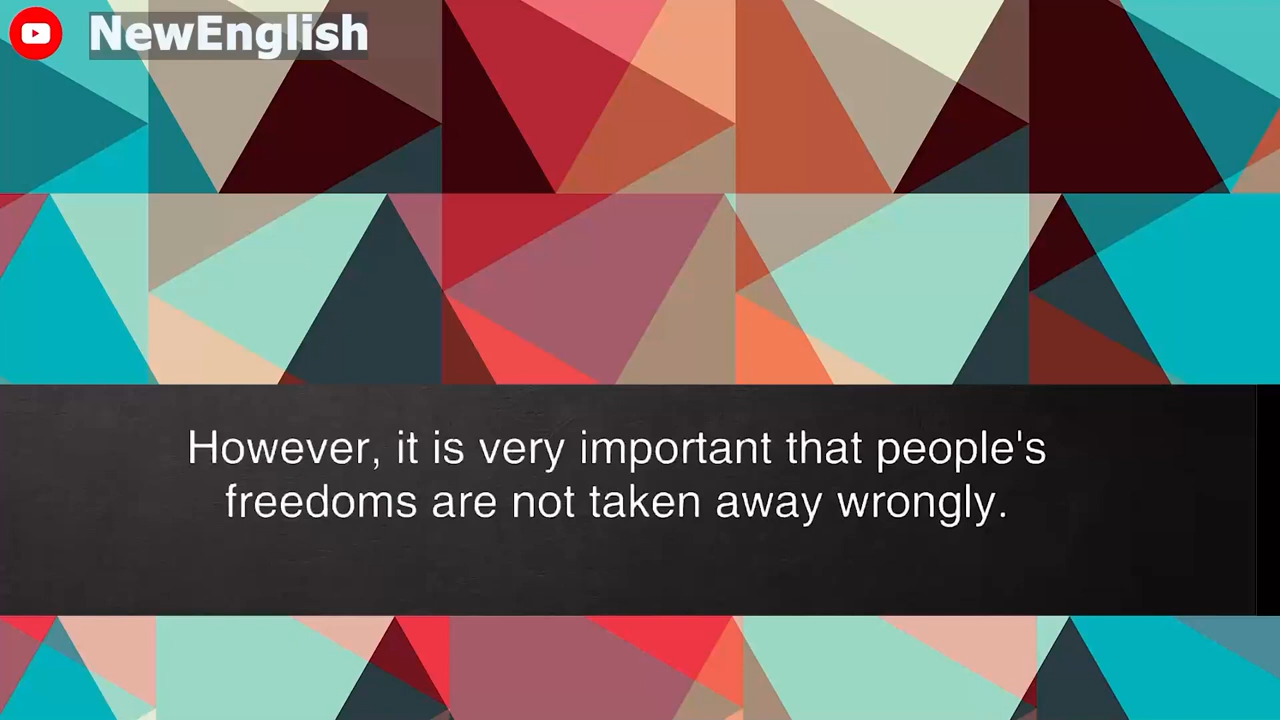 NewEnglish
However, it is very important that people's
freedoms are not taken away wrongly.